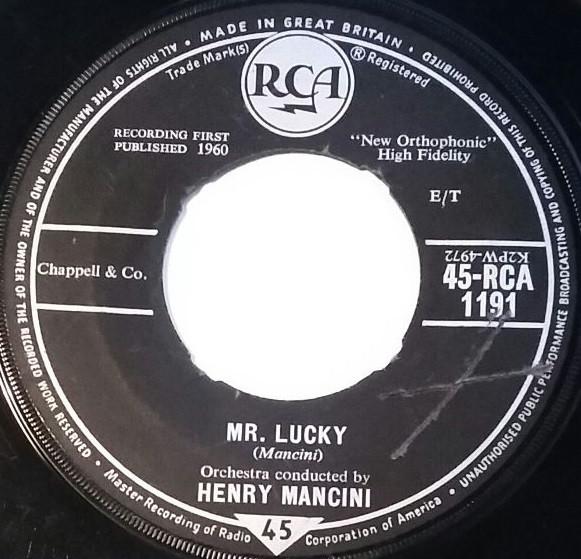 ALL RIGHTS OF THE MANUFACTURER AND OF THE OWNER OF THE RECORDED WORK RESERVED • MADE IN GREAT BRITAIN • UNAUTHORISED PUBLIC PERFORMANCE BROADCASTING AND COPYING OF THIS RECORD PROHIBITED
Trade Mark(s)
RCA
® Registered
RECORDING FIRST
PUBLISHED 1960
"New Orthophonic"
High Fidelity
E/T
K2PW-4972
Chappell & Co.
45-RCA
1191
MR. LUCKY
(Mancini)
Orchestra conducted by
HENRY MANCINI
45
Master Recording of Radio Corporation of America